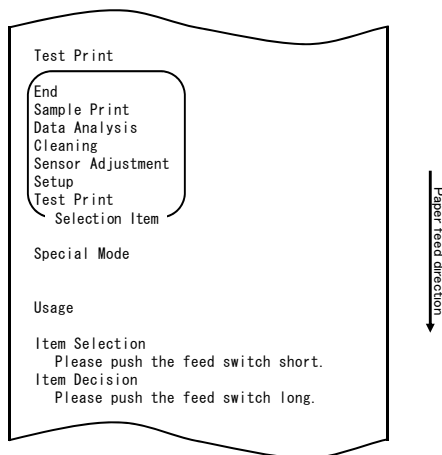 Test Print
End
Sample Print
Data Analysis
Cleaning
Sensor Adjustment
Setup
Test Print
Selection Item
Special Mode
Usage
Item Selection
Please push the feed switch short.
Item Decision
Please push the feed switch long.
Paper feed direction